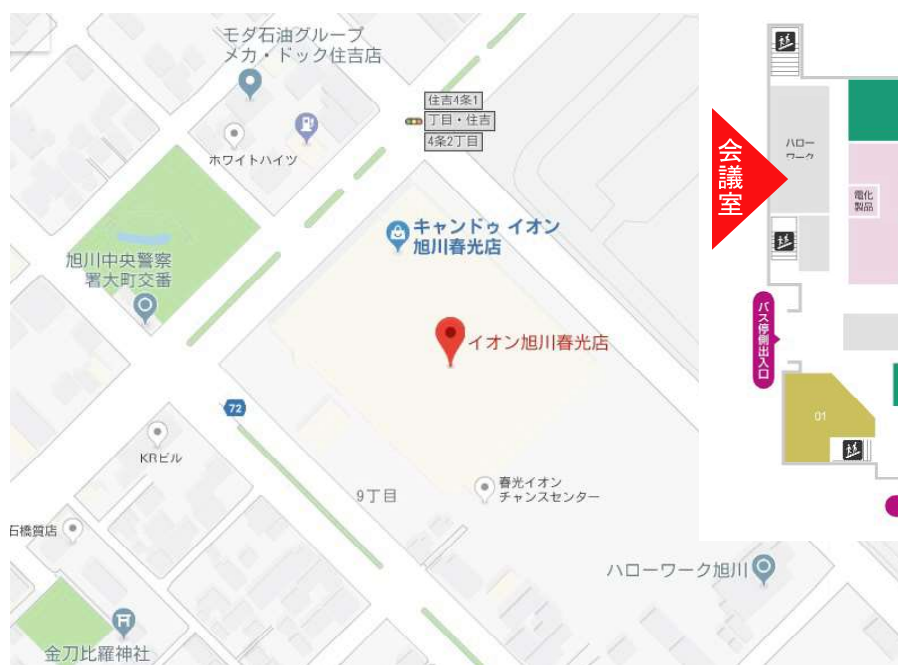 モダ石油グループ
メカ・ドック住吉店
住吉4条1
丁目・住吉
4条2丁目
ホワイトハイツ
キャンドゥ イオン
旭川春光店
旭川中央警察
署大町交番
イオン旭川春光店
72
KRビル
9丁目
春光イオン
チャンスセンター
石橋質店
ハローワーク旭川
金刀比羅神社
会議室
ハロー
ワーク
電化
製品
バス停側出入口
01